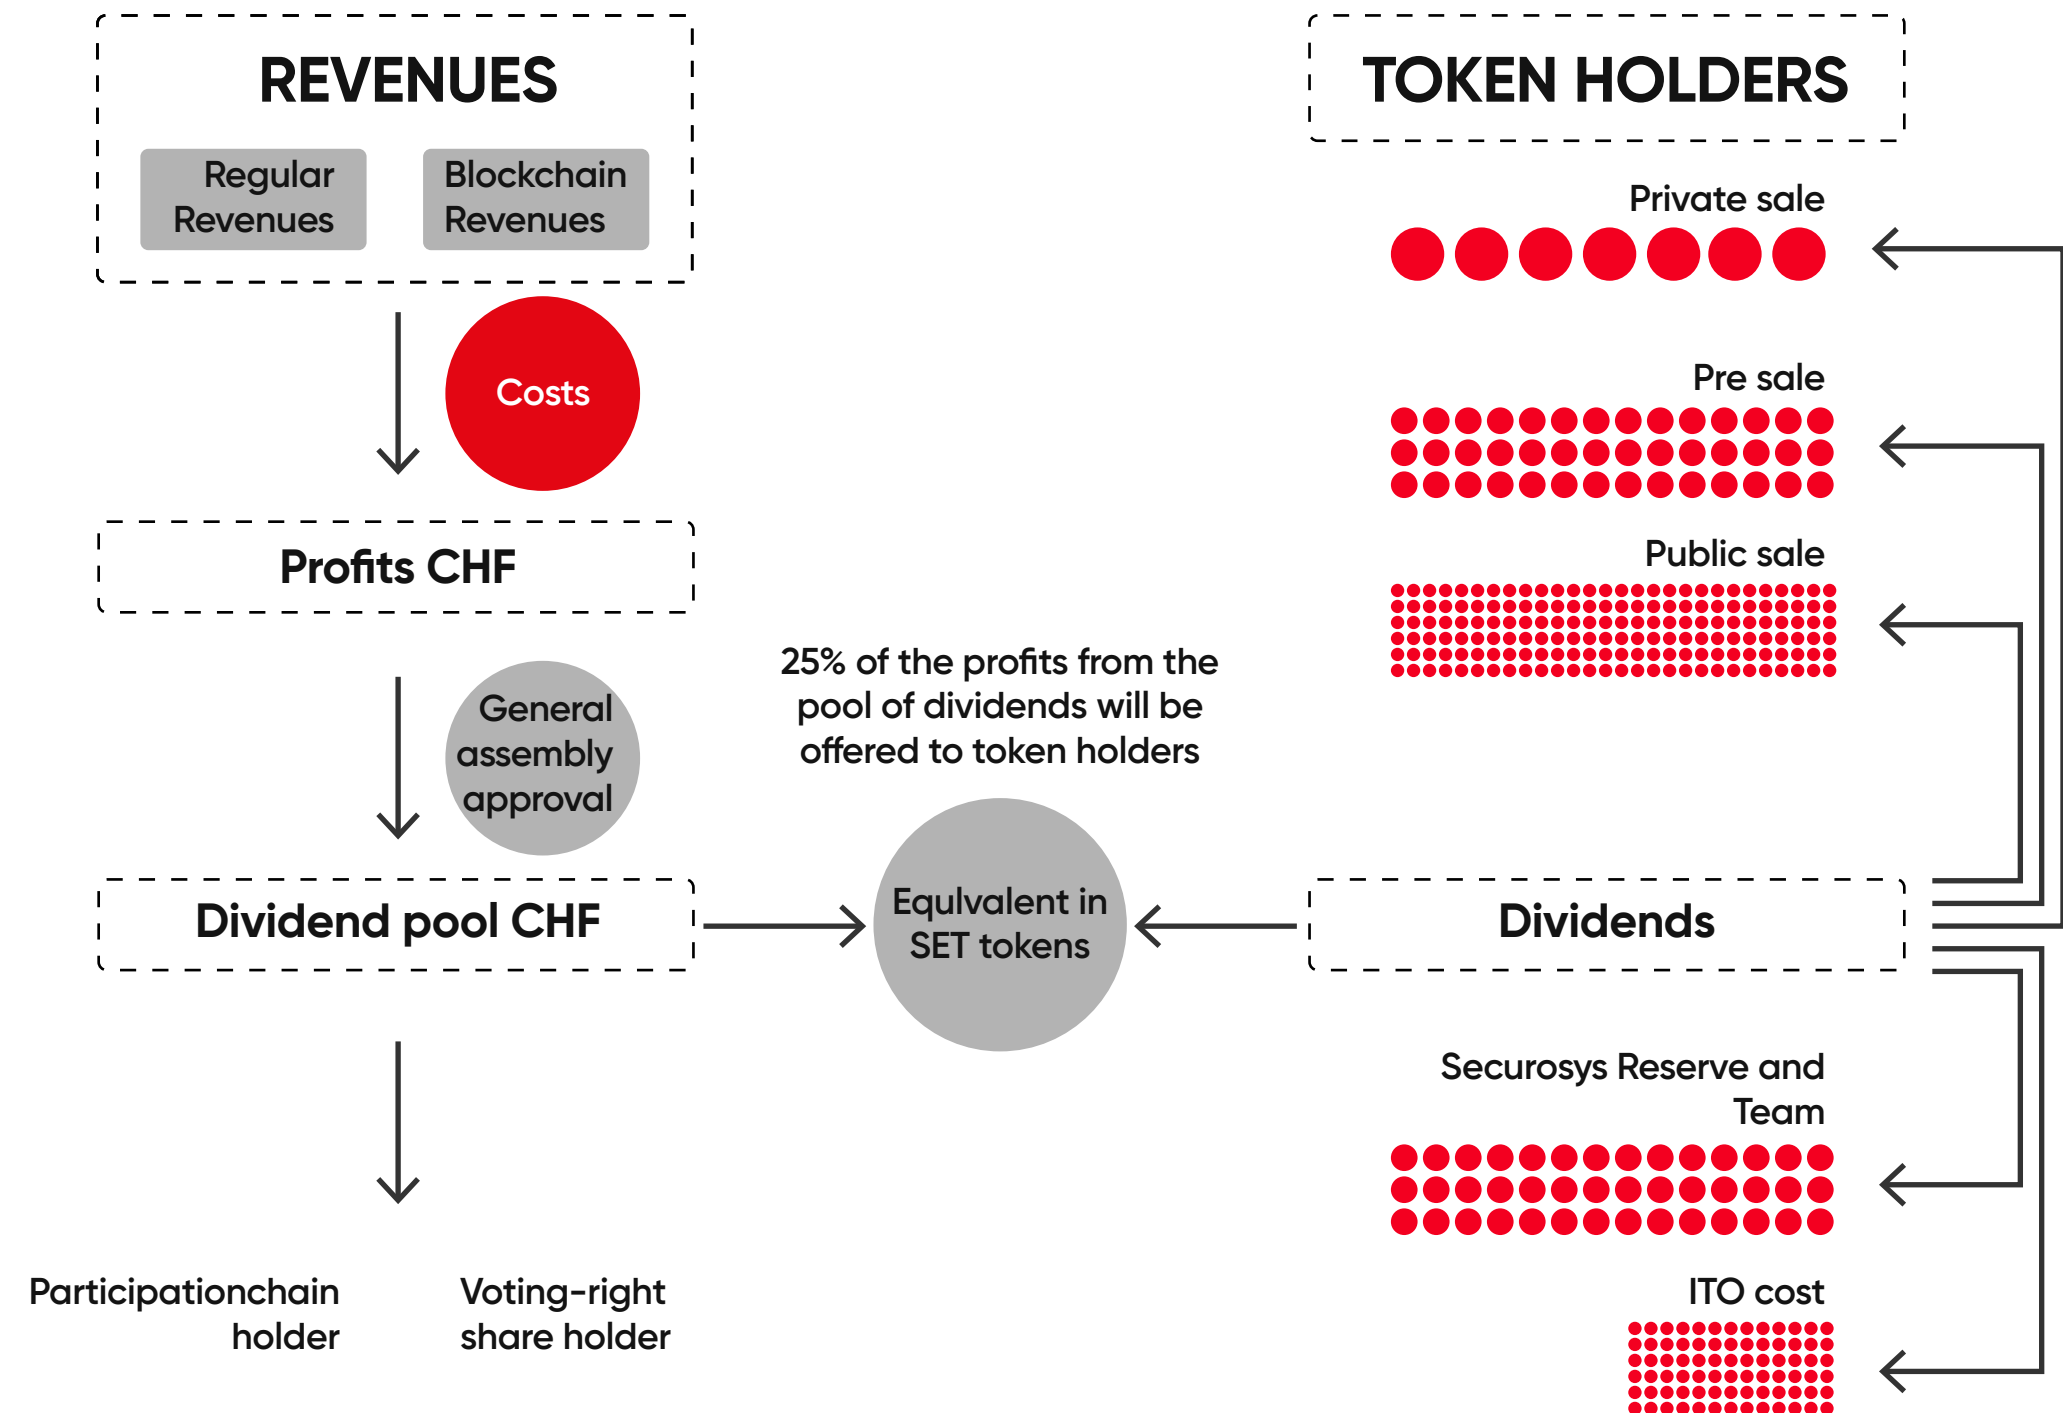 REVENUES
Regular
Revenues
Blockchain
Revenues
Costs
Profits CHF
General
assembly
approval
Dividend pool CHF
Participationchain
holder
Voting-right
share holder
25% of the profits from the
pool of dividends will be
offered to token holders
Equlvalent in
SET tokens
TOKEN HOLDERS
Private sale
Pre sale
Public sale
Dividends
Securosys Reserve and
Team
ITO cost